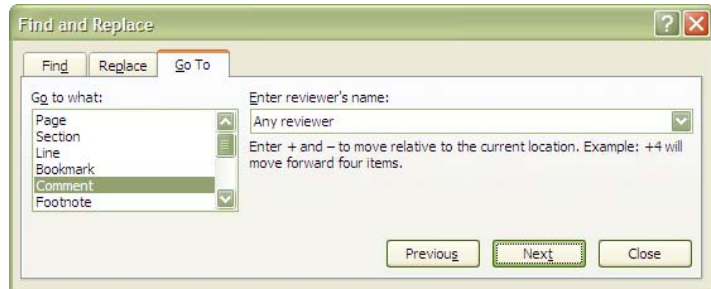 Find and Replace
Find Replace Go To
Go to what:
Page
Section
Line
Bookmark
Comment
Footnote
Enter reviewer's name:
Any reviewer
Enter + and – to move relative to the current location. Example: +4 will
move forward four items.
Previous Next Close